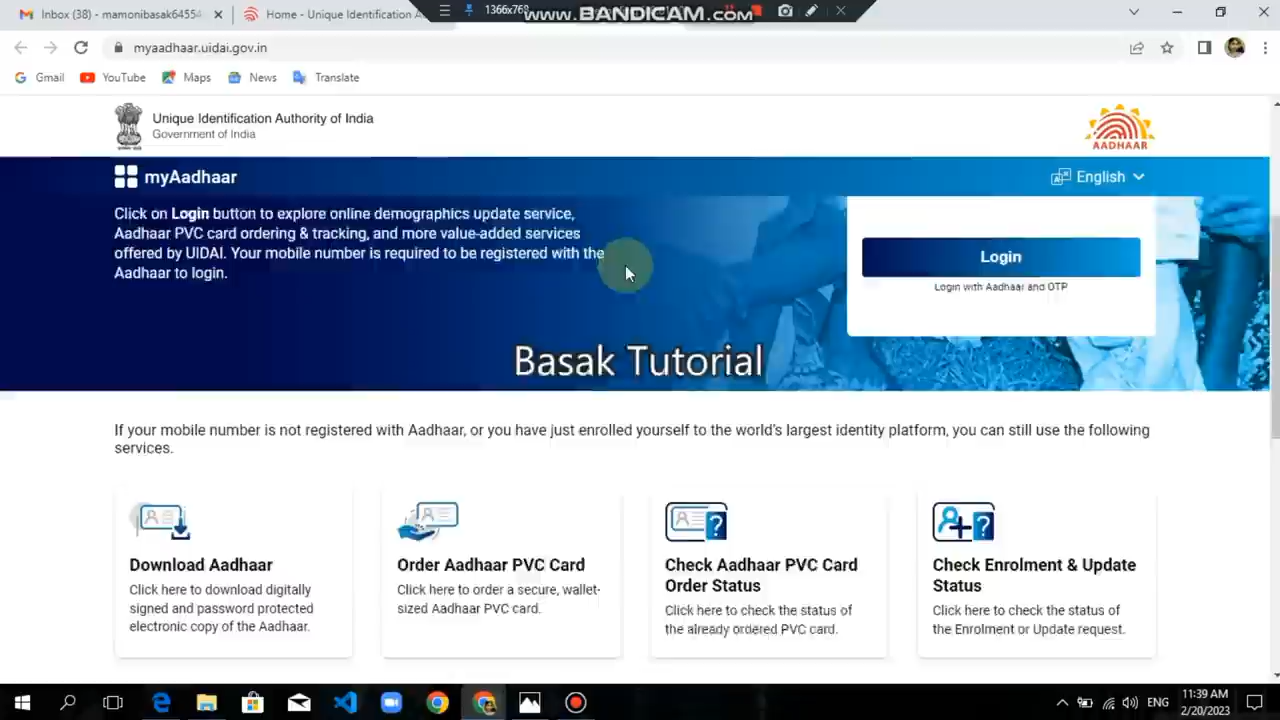 Inbox (38) - mamonibasak64554
Home - Unique Identification A
1366x768
www.BANDICAM.com
myaadhaar.uidai.gov.in
Gmail
YouTube
Maps
News
Translate
Unique Identification Authority of India
Government of India
AADHAAR
myAadhaar
English
Click on Login button to explore online demographics update service,
Aadhaar PVC card ordering & tracking, and more value-added services
offered by UIDAI. Your mobile number is required to be registered with the
Aadhaar to login.
Login
Login with Aadhaar and OTP
Basak Tutorial
If your mobile number is not registered with Aadhaar, or you have just enrolled yourself to the world's largest identity platform, you can still use the following
services.
Download Aadhaar
Click here to download digitally
signed and password protected
electronic copy of the Aadhaar.
Order Aadhaar PVC Card
Click here to order a secure, wallet-
sized Aadhaar PVC card.
Check Aadhaar PVC Card
Order Status
Click here to check the status of
the already ordered PVC card.
Check Enrolment & Update
Status
Click here to check the status of
the Enrolment or Update request.
ENG
11:39 AM
2/20/2023